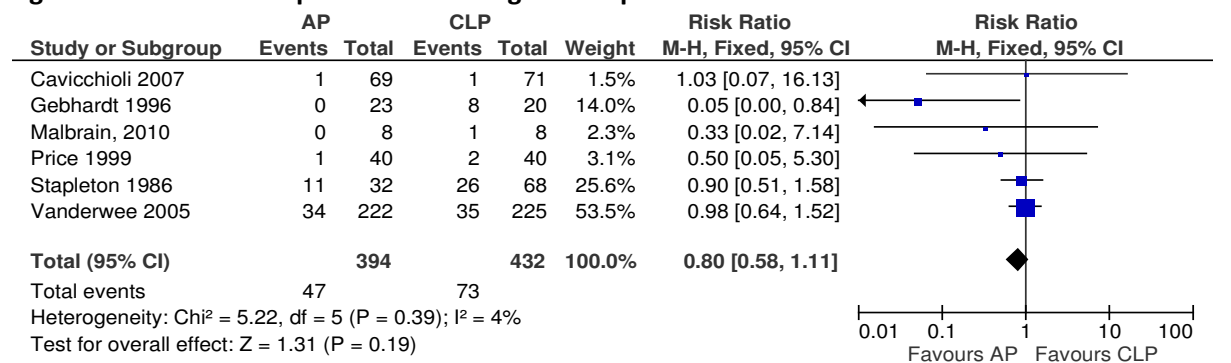 AP CLP Risk Ratio Risk Ratio
Study or Subgroup Events Total Events Total Weight M-H, Fixed, 95% CI M-H, Fixed, 95% CI
Cavicchioli 2007 1 69 1 71 1.5% 1.03 [0.07, 16.13]
Gebhardt 1996 0 23 8 20 14.0% 0.05 [0.00, 0.84]
Malbrain, 2010 0 8 1 8 2.3% 0.33 [0.02, 7.14]
Price 1999 1 40 2 40 3.1% 0.50 [0.05, 5.30]
Stapleton 1986 11 32 26 68 25.6% 0.90 [0.51, 1.58]
Vanderwee 2005 34 222 35 225 53.5% 0.98 [0.64, 1.52]
Total (95% CI) 394 432 100.0% 0.80 [0.58, 1.11]
Total events 47 73
Heterogeneity: Chi² = 5.22, df = 5 (P = 0.39); I² = 4%
Test for overall effect: Z = 1.31 (P = 0.19)
0.01 0.1 1 10 100
Favours AP Favours CLP